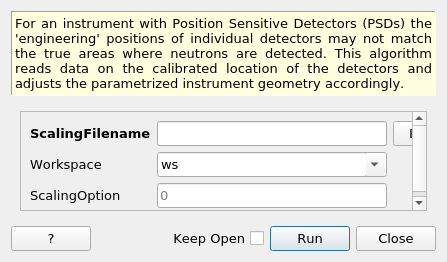 For an instrument with Position Sensitive Detectors (PSDs) the
'engineering' positions of individual detectors may not match
the true areas where neutrons are detected. This algorithm
reads data on the calibrated location of the detectors and
adjusts the parametrized instrument geometry accordingly.
ScalingFilename
Workspace ws
ScalingOption 0
? Keep Open Run Close